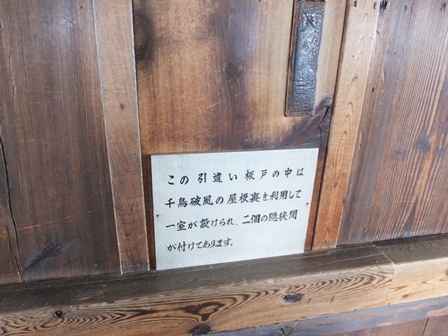 この引違い板戸の中は
千鳥破風の屋根裏を利用して
一室が設けられ、二個の隠狭間
が付けてあります。